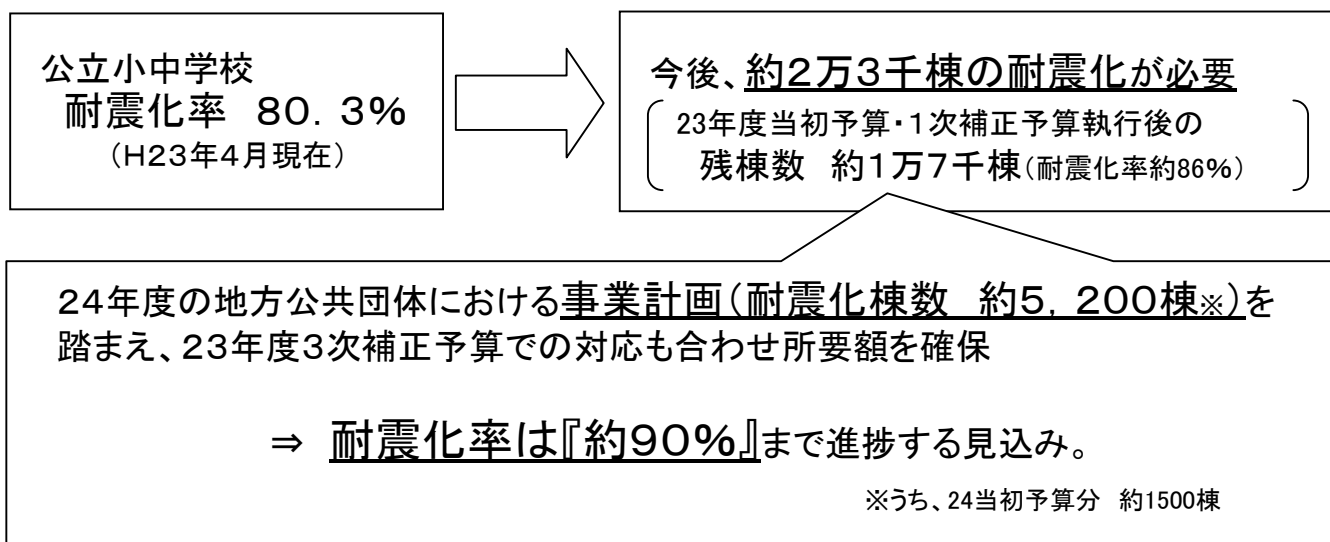 公立小中学校
耐震化率　８０．３％
（Ｈ２３年４月現在）
今後、約２万３千棟の耐震化が必要
23年度当初予算・１次補正予算執行後の
残棟数　約１万７千棟（耐震化率約86％）
２４年度の地方公共団体における事業計画（耐震化棟数　約５，２００棟※）を
踏まえ、２３年度３次補正予算での対応も合わせ所要額を確保
⇒　耐震化率は『約９０％』まで進捗する見込み。
※うち、24当初予算分　約1500棟